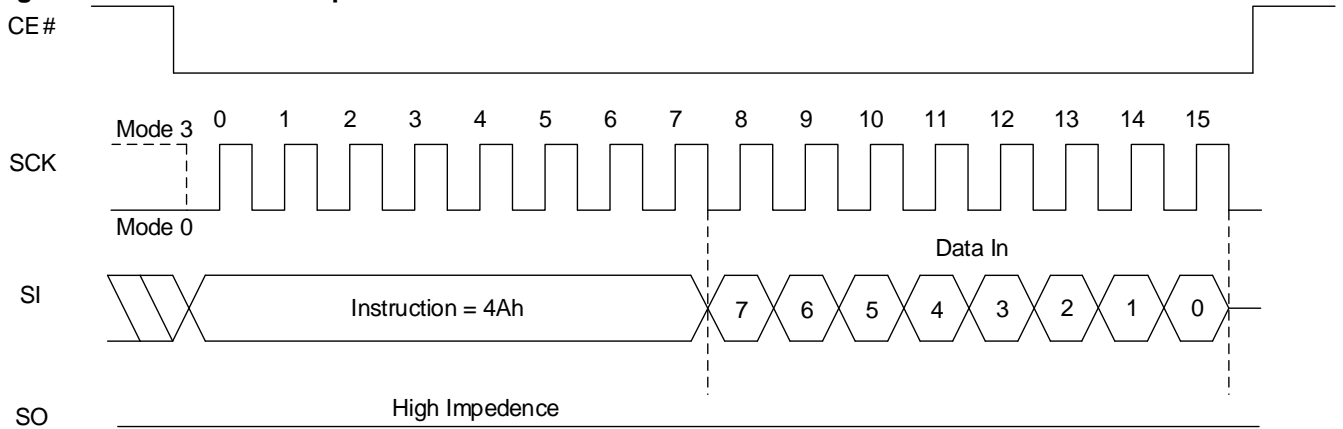 CE#
Mode 3 0 1 2 3 4 5 6 7 8 9 10 11 12 13 14 15
SCK
Mode 0
Data In
SI
Instruction = 4Ah 7 6 5 4 3 2 1 0
High Impedence
SO